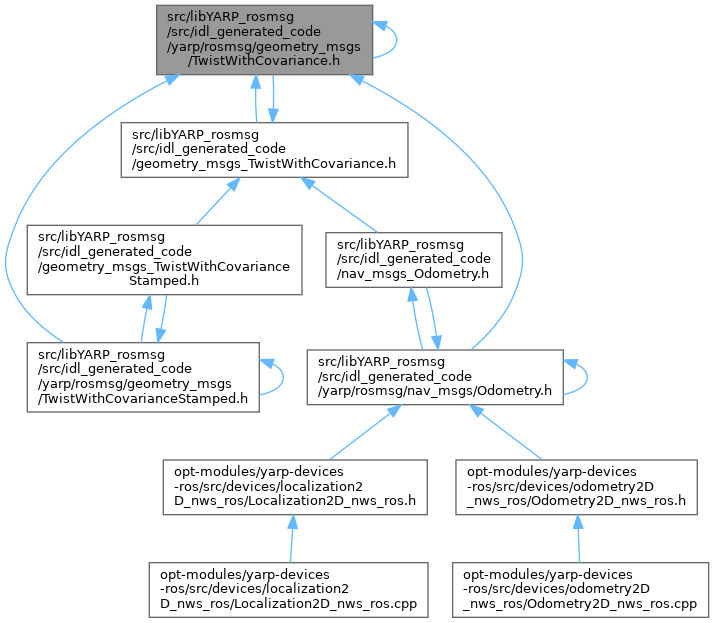 src/libYARP_rosmsg
/src/idl_generated_code
/yarp/rosmsg/geometry_msgs
/TwistWithCovariance.h
src/libYARP_rosmsg
/src/idl_generated_code
/geometry_msgs_TwistWithCovariance.h
src/libYARP_rosmsg
/src/idl_generated_code
/geometry_msgs_TwistWithCovariance
Stamped.h
src/libYARP_rosmsg
/src/idl_generated_code
/nav_msgs_Odometry.h
src/libYARP_rosmsg
/src/idl_generated_code
/yarp/rosmsg/geometry_msgs
/TwistWithCovarianceStamped.h
src/libYARP_rosmsg
/src/idl_generated_code
/yarp/rosmsg/nav_msgs/Odometry.h
opt-modules/yarp-devices
-ros/src/devices/localization2
D_nws_ros/Localization2D_nws_ros.h
opt-modules/yarp-devices
-ros/src/devices/odometry2D
_nws_ros/Odometry2D_nws_ros.h
opt-modules/yarp-devices
-ros/src/devices/localization2
D_nws_ros/Localization2D_nws_ros.cpp
opt-modules/yarp-devices
-ros/src/devices/odometry2D
_nws_ros/Odometry2D_nws_ros.cpp